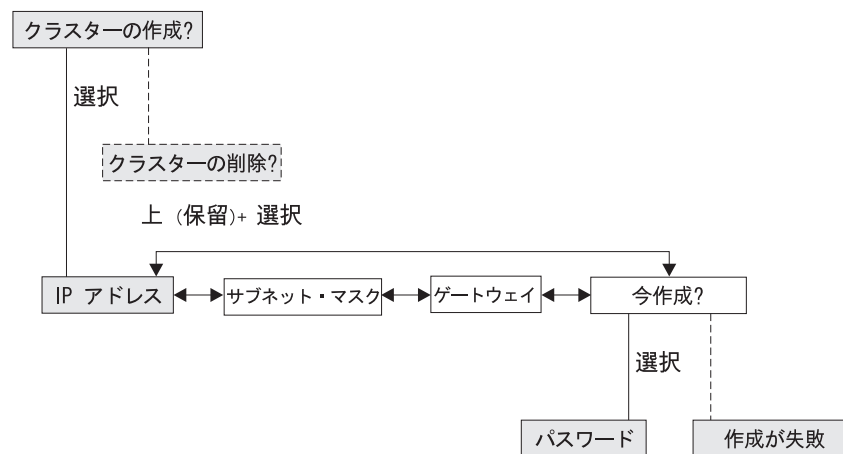 クラスターの作成?
選択
クラスターの削除?
上 (保留)+ 選択
IP アドレス
サブネット・マスク
ゲートウェイ
今作成?
選択
パスワード
作成が失敗